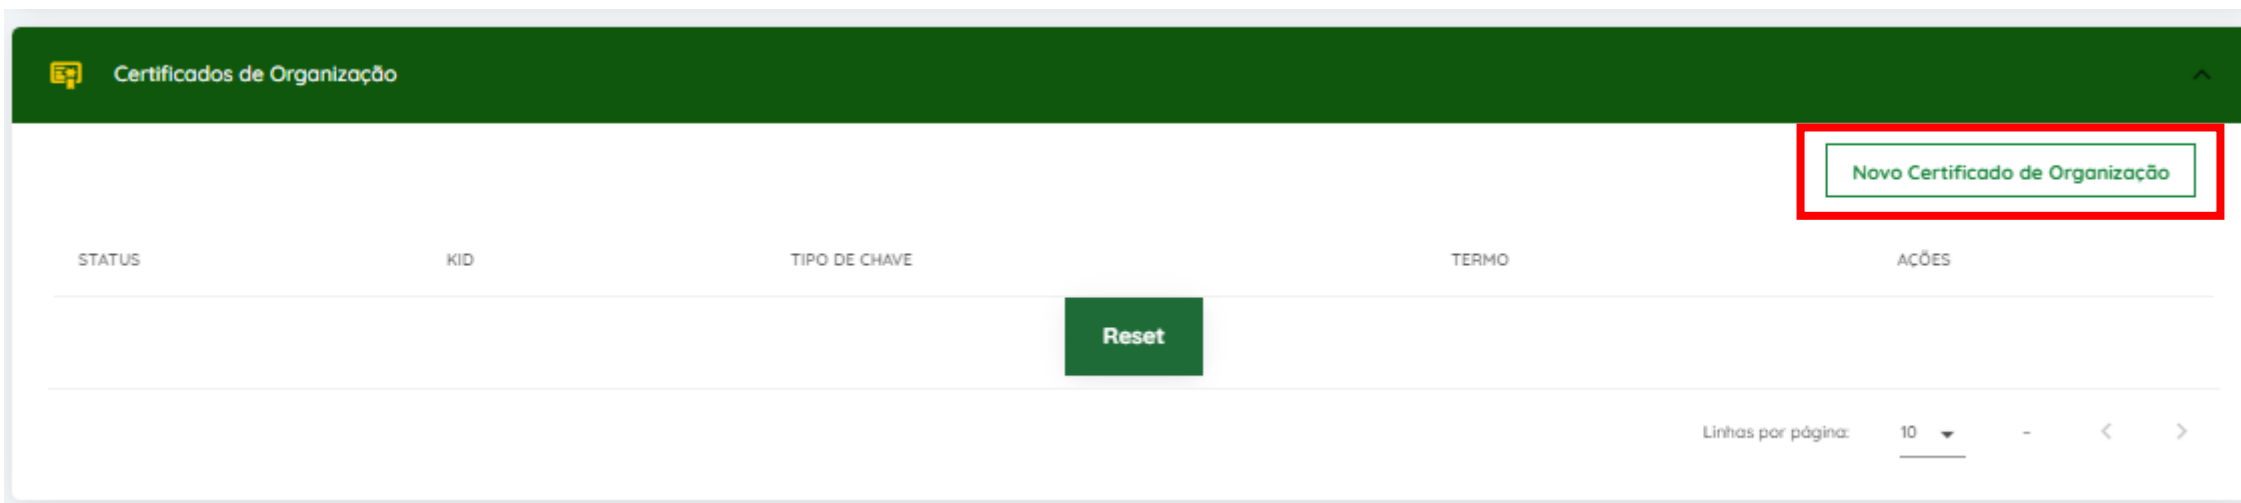 Certificados de Organização
Novo Certificado de Organização
STATUS KID TIPO DE CHAVE TERMO AÇÕES
Reset
Linhas por página: 10 -